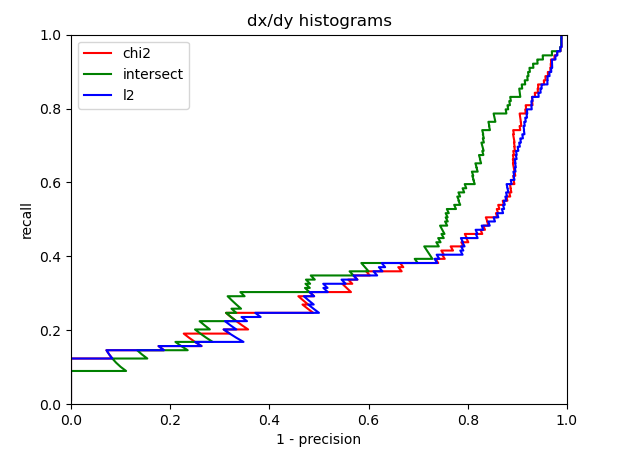 dx/dy histograms
1.0
0.8
0.6
0.4
0.2
0.0
recall
chi2
intersect
l2
0.0 0.2 0.4 0.6 0.8 1.0
1 - precision